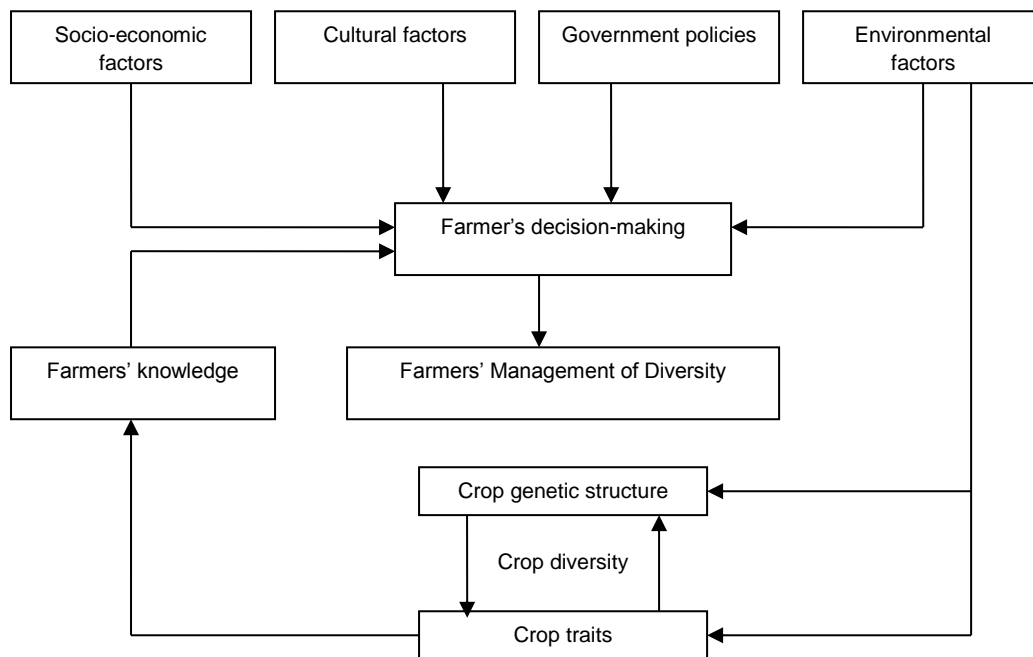 Socio-economic
factors
Cultural factors
Government policies
Environmental
factors
Farmer's decision-making
Farmers' knowledge
Farmers' Management of Diversity
Crop genetic structure
Crop diversity
Crop traits